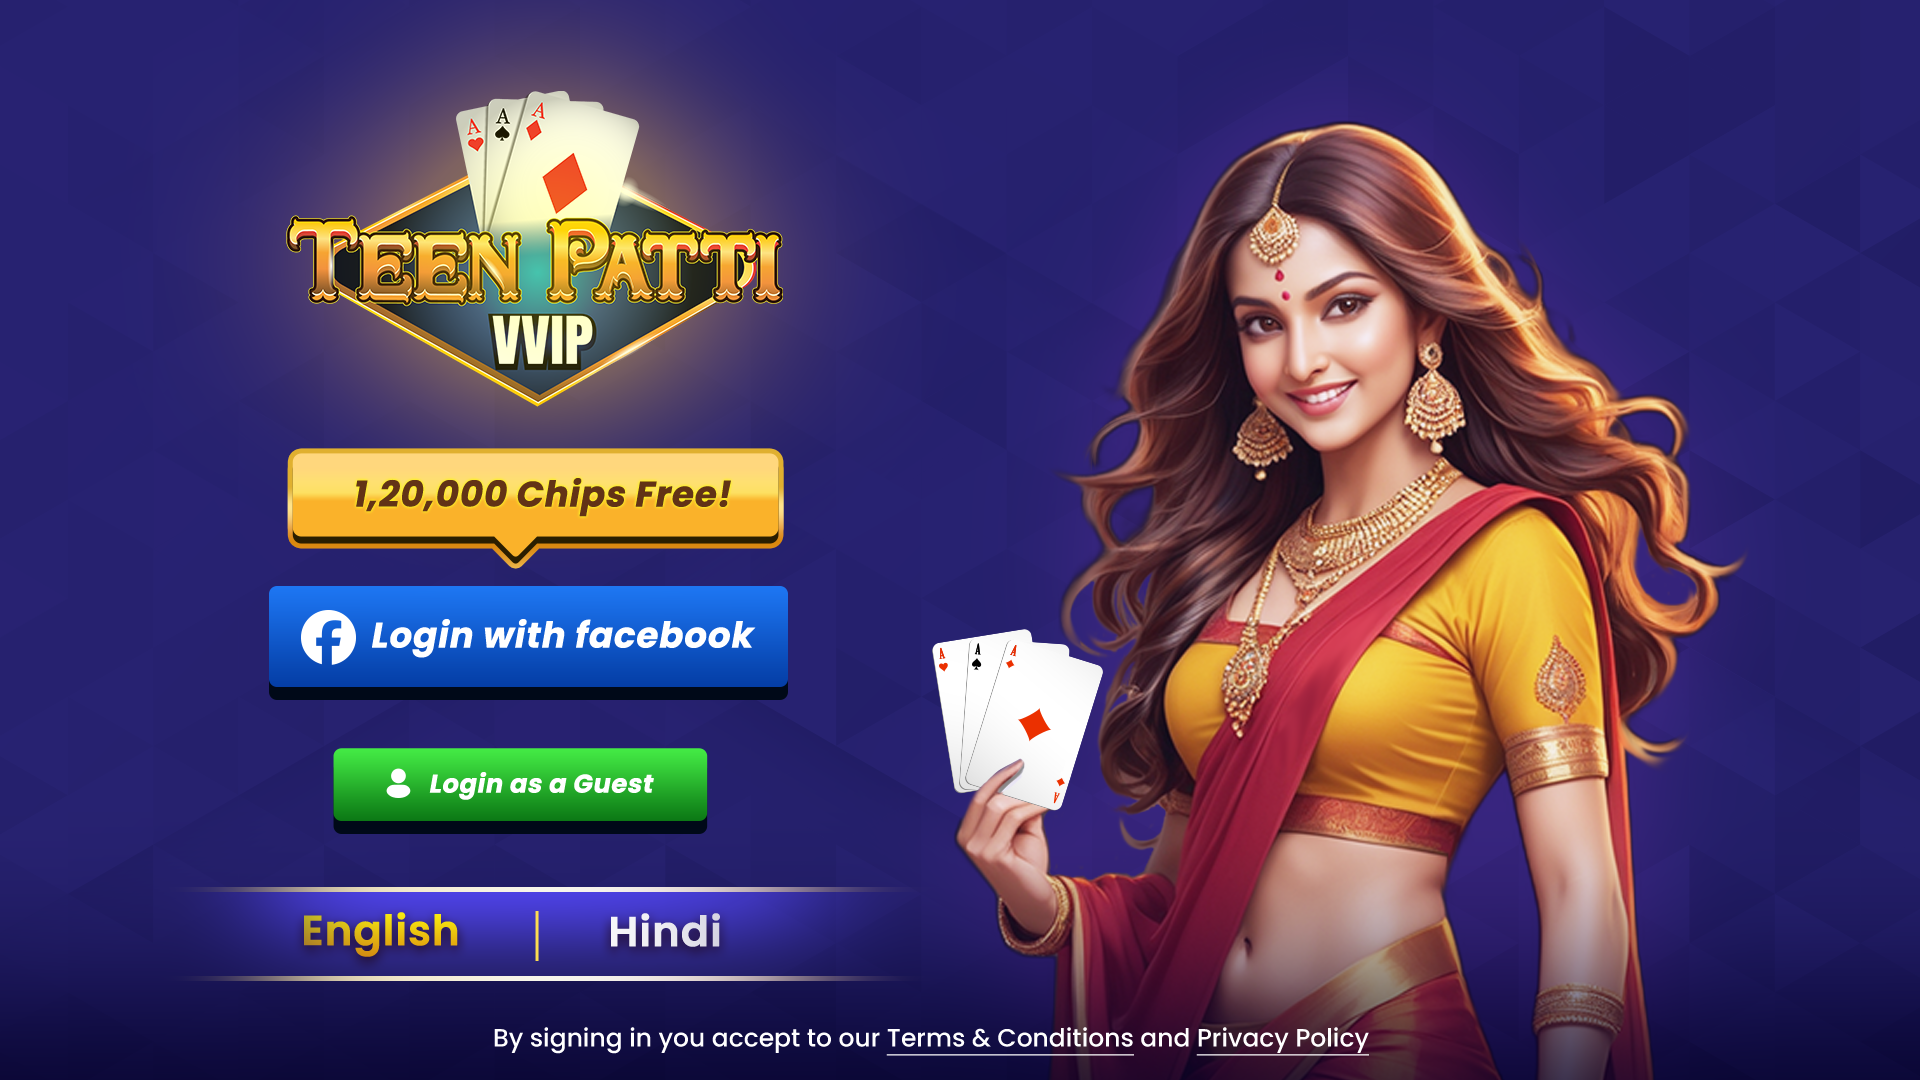 A A A
TEEN PATTI
VVIP
1,20,000 Chips Free!
Login with facebook
Login as a Guest
A A A
A
English | Hindi
By signing in you accept to our Terms & Conditions and Privacy Policy